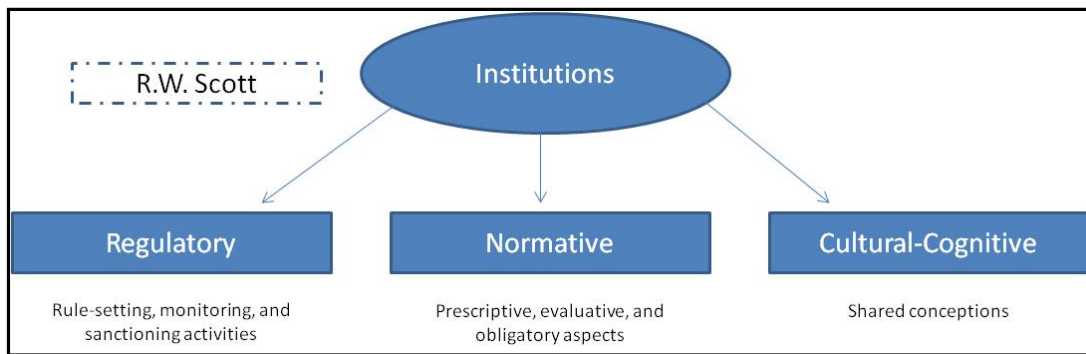 Institutions
R.W. Scott
Regulatory
Normative
Cultural-Cognitive
Rule-setting, monitoring, and
sanctioning activities
Prescriptive, evaluative, and
obligatory aspects
Shared conceptions